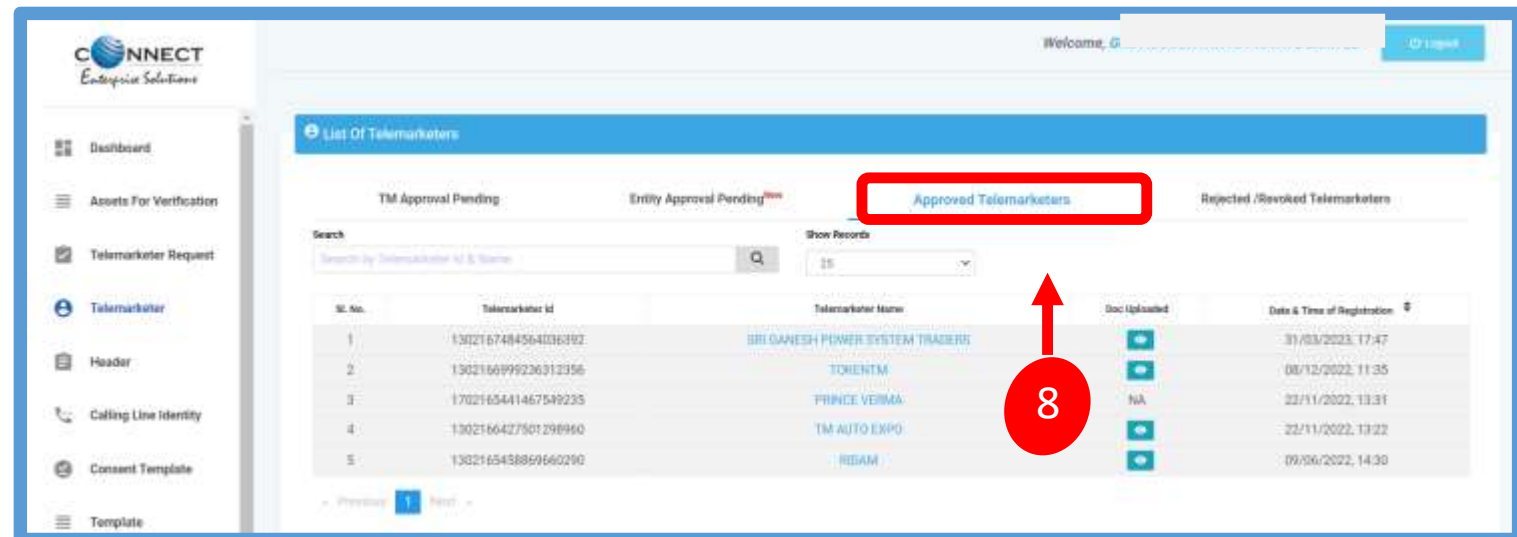 CONNECT
Enterprise Solutions
Welcome, G
Logout
Dashboard
Assets For Verification
Telemarketer Request
Telemarketer
Header
Calling Line Identity
Consent Template
Template
List Of Telemarketers
TM Approval Pending Entity Approval Pending New Approved Telemarketers Rejected /Revoked Telemarketers
Search Show Records
Search by Telemarketer Id & Name 25
Sl. No. Telemarketer Id Telemarketer Name Doc Uploaded Date & Time of Registration
1 1302167484564036392 SRI GANESH POWER SYSTEM TRADERS 31/03/2023, 17:47
2 1302166999236312356 TOKENTM 08/12/2022, 11:35
3 1702165441467549235 PRINCE VERMA NA 22/11/2022, 13:31
4 1302166427501298960 TM AUTO EXPO 22/11/2022, 13:22
5 1302165458869660290 09/06/2022, 14:30
Previous 1 Next
8